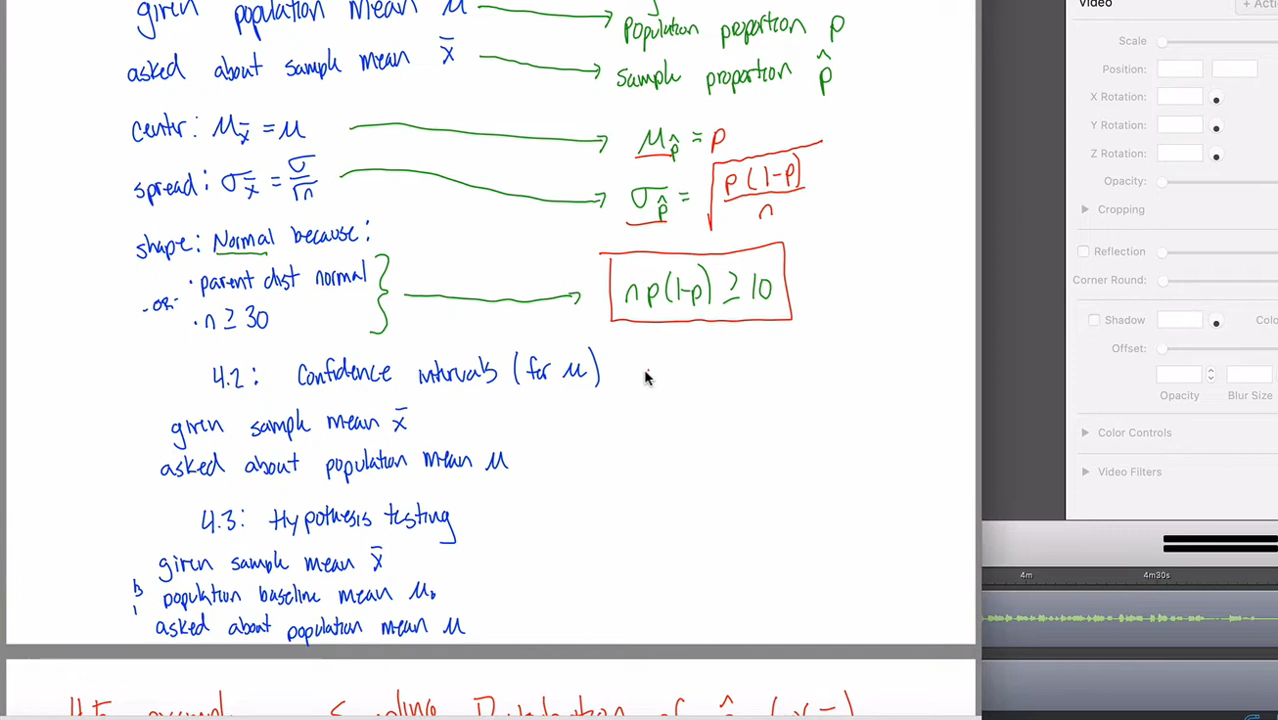 given population mean μ
Population proportion p
asked about sample mean x̄
Sample proportion p̂
center: μx̄ = μ
μp̂ = p
spread: σx̄ = σ/√n
σp̂ = √(p(1-p)/n)
shape: Normal because:
· parent dist normal
-or-
· n ≥ 30
np(1-p) ≥ 10
4.2: Confidence intervals (for μ)
given sample mean x̄
asked about population mean μ
4.3: Hypothesis testing
given sample mean x̄
population baseline mean μ₀
asked about population mean μ
Video
+ Acti
Scale
Position:
X Rotation:
Y Rotation:
Z Rotation:
Opacity:
Cropping
Reflection
Corner Round:
Shadow
Colo
Offset:
Opacity
Blur Size
Color Controls
Video Filters
4m
4m30s